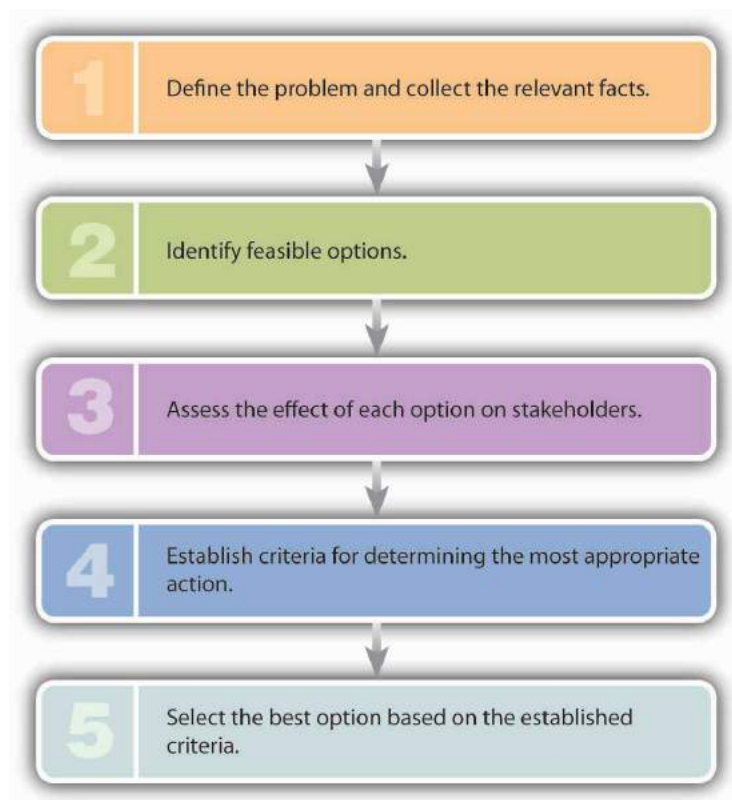 1
Define the problem and collect the relevant facts.
2
Identify feasible options.
3
Assess the effect of each option on stakeholders.
4
Establish criteria for determining the most appropriate
action.
5
Select the best option based on the established
criteria.